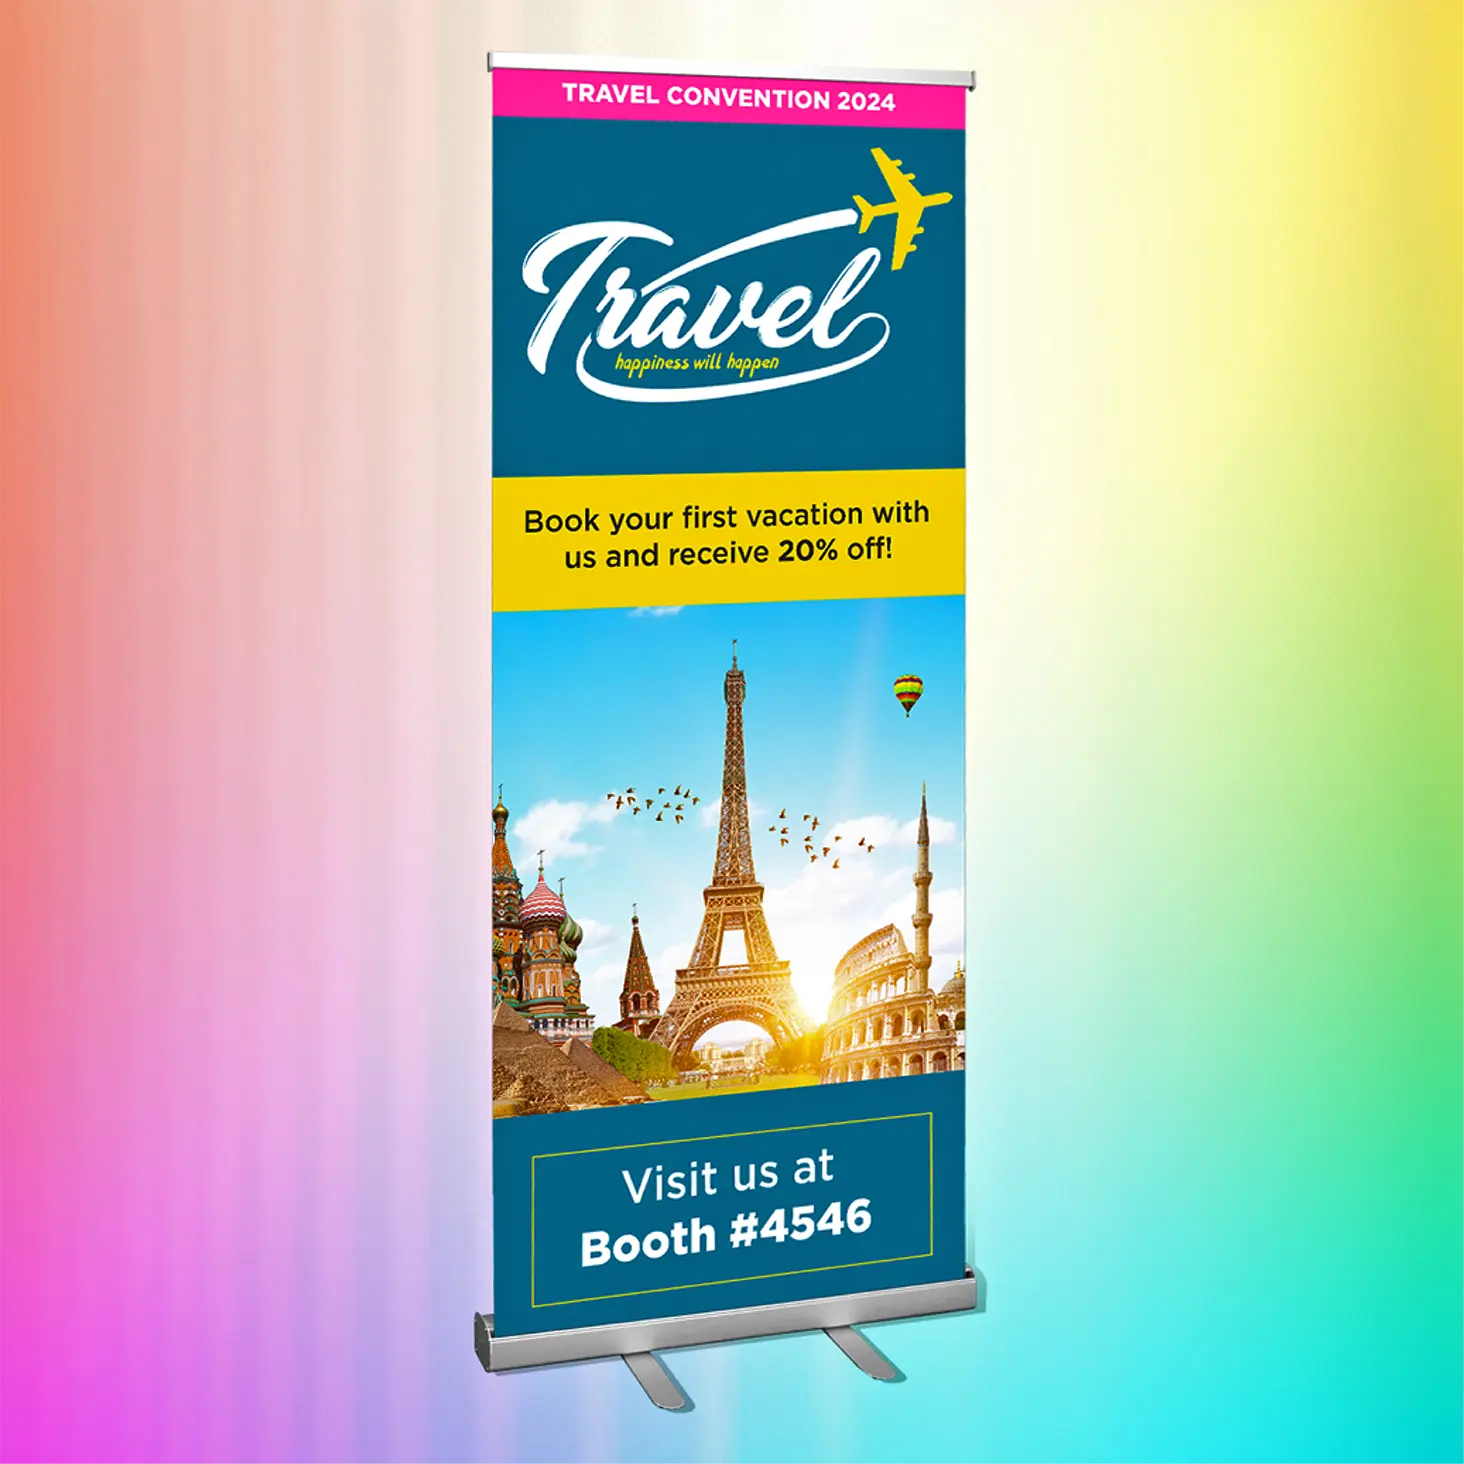 TRAVEL CONVENTION 2024
Travel
happiness will happen
Book your first vacation with
us and receive 20% off!
Visit us at
Booth #4546